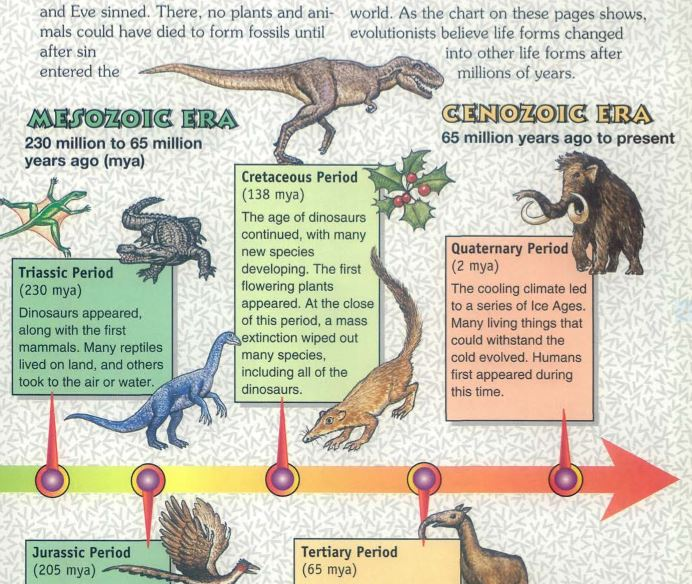 and Eve sinned. There, no plants and ani-
mals could have died to form fossils until
after sin
entered the
world. As the chart on these pages shows,
evolutionists believe life forms changed
into other life forms after
millions of years.
MESOZOIC ERA
230 million to 65 million
years ago (mya)
CENOZOIC ERA
65 million years ago to present
Triassic Period
(230 mya)
Dinosaurs appeared,
along with the first
mammals. Many reptiles
lived on land, and others
took to the air or water.
Cretaceous Period
(138 mya)
The age of dinosaurs
continued, with many
new species
developing. The first
flowering plants
appeared. At the close
of this period, a mass
extinction wiped out
many species,
including all of the
dinosaurs.
Quaternary Period
(2 mya)
The cooling climate led
to a series of Ice Ages.
Many living things that
could withstand the
cold evolved. Humans
first appeared during
this time.
Jurassic Period
(205 mya)
Tertiary Period
(65 mya)